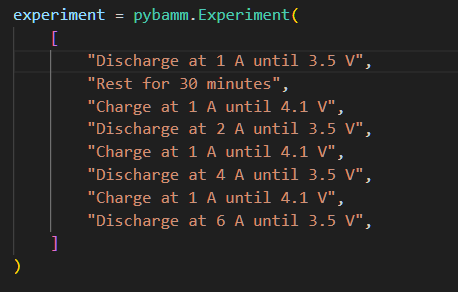 experiment = pybamm.Experiment(
    [
        "Discharge at 1 A until 3.5 V",
        "Rest for 30 minutes",
        "Charge at 1 A until 4.1 V",
        "Discharge at 2 A until 3.5 V",
        "Charge at 1 A until 4.1 V",
        "Discharge at 4 A until 3.5 V",
        "Charge at 1 A until 4.1 V",
        "Discharge at 6 A until 3.5 V",
    ]
)